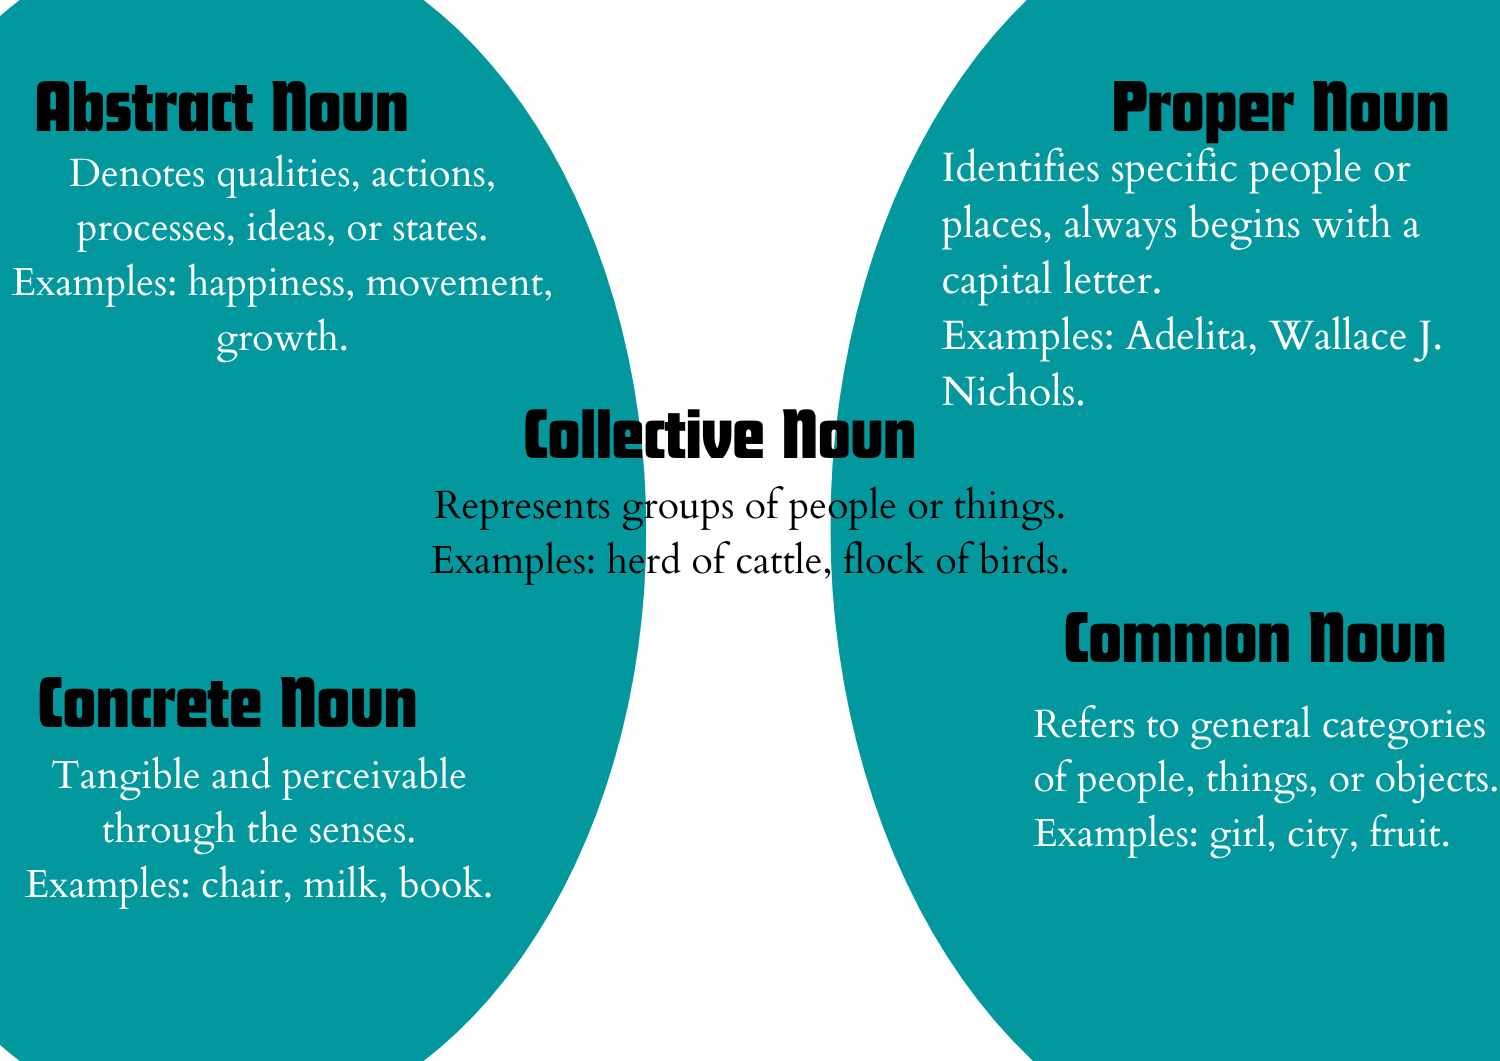 Abstract Noun
Denotes qualities, actions,
processes, ideas, or states.
Examples: happiness, movement,
growth.
Proper Noun
Identifies specific people or
places, always begins with a
capital letter.
Examples: Adelita, Wallace J.
Nichols.
Collective Noun
Represents groups of people or things.
Examples: herd of cattle, flock of birds.
Concrete Noun
Tangible and perceivable
through the senses.
Examples: chair, milk, book.
Common Noun
Refers to general categories
of people, things, or objects.
Examples: girl, city, fruit.